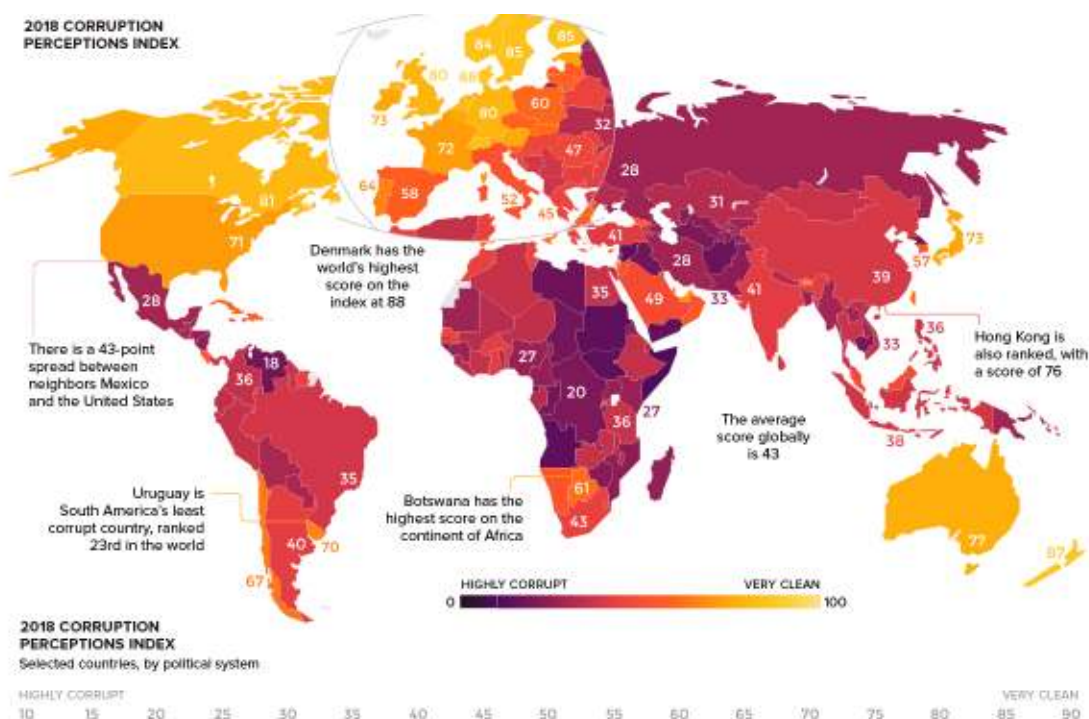 2018 CORRUPTION
PERCEPTIONS INDEX
84
85
85
80
88
60
73
80
32
72
47
28
64
58
81
52
45
31
71
41
73
Denmark has the
world's highest
score on the
index at 88
28
57
39
28
35
49
33
41
There is a 43-point
spread between
neighbors Mexico
and the United States
18
36
27
36
33
Hong Kong is
also ranked, with
a score of 76
20
36
27
The average
score globally
is 43
38
35
Uruguay is
South America's least
corrupt country, ranked
23rd in the world
Botswana has the
highest score on the
continent of Africa
61
43
40
70
77
87
67
HIGHLY CORRUPT
VERY CLEAN
0
100
2018 CORRUPTION
PERCEPTIONS INDEX
Selected countries, by political system
HIGHLY CORRUPT
VERY CLEAN
10 15 20 25 30 35 40 45 50 55 60 65 70 75 80 85 90